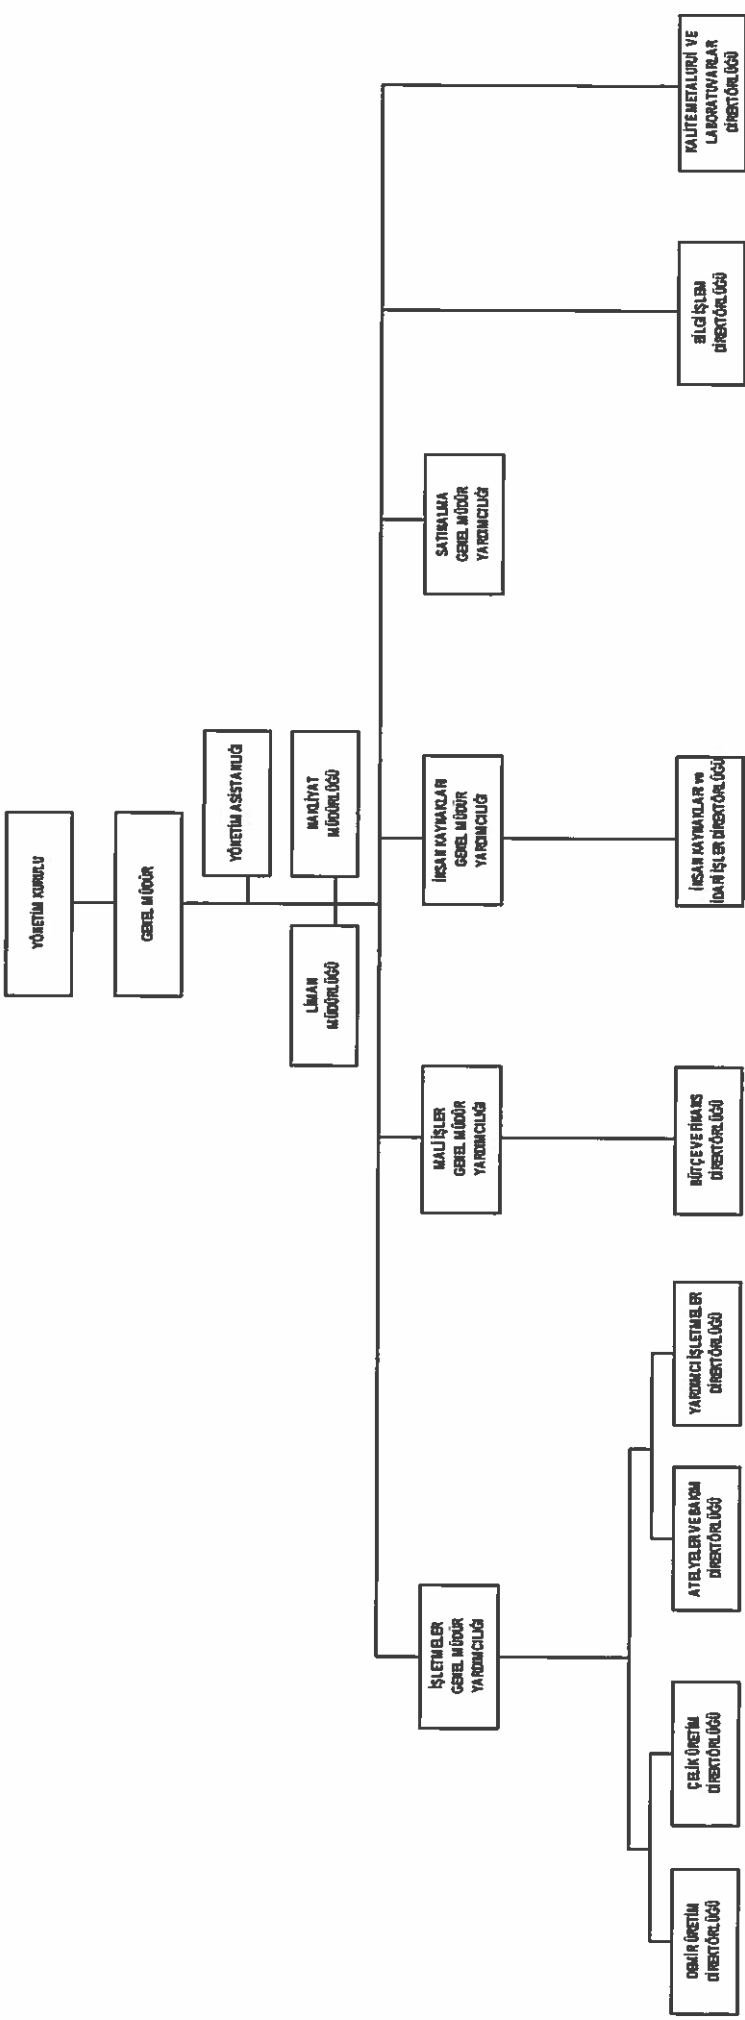 YÖNETİM KURULU
GENEL MÜDÜR
YÖNETİM ASİSTANLIĞI
LİMAN
MÜDÜRLÜĞÜ
NAKLİYAT
MÜDÜRLÜĞÜ
İŞLETMELER
GENEL MÜDÜR
YARDIMCILIĞI
MALİ İŞLER
GENEL MÜDÜR
YARDIMCILIĞI
İNSAN KAYNAKLARI
GENEL MÜDÜR
YARDIMCILIĞI
SATINALMA
GENEL MÜDÜR
YARDIMCILIĞI
DEMİR ÜRETİM
DİREKTÖRLÜĞÜ
ÇELİK ÜRETİM
DİREKTÖRLÜĞÜ
ATELYELER VE BAKIM
DİREKTÖRLÜĞÜ
YARDIMCI İŞLETMELER
DİREKTÖRLÜĞÜ
BÜTÇE VE FİNANS
DİREKTÖRLÜĞÜ
İNSAN KAYNAKLARI ve
İDARİ İŞLER DİREKTÖRLÜĞÜ
BİLGİ İŞLEM
DİREKTÖRLÜĞÜ
KALİTE METALURJİ VE
LABORATUVARLAR
DİREKTÖRLÜĞÜ